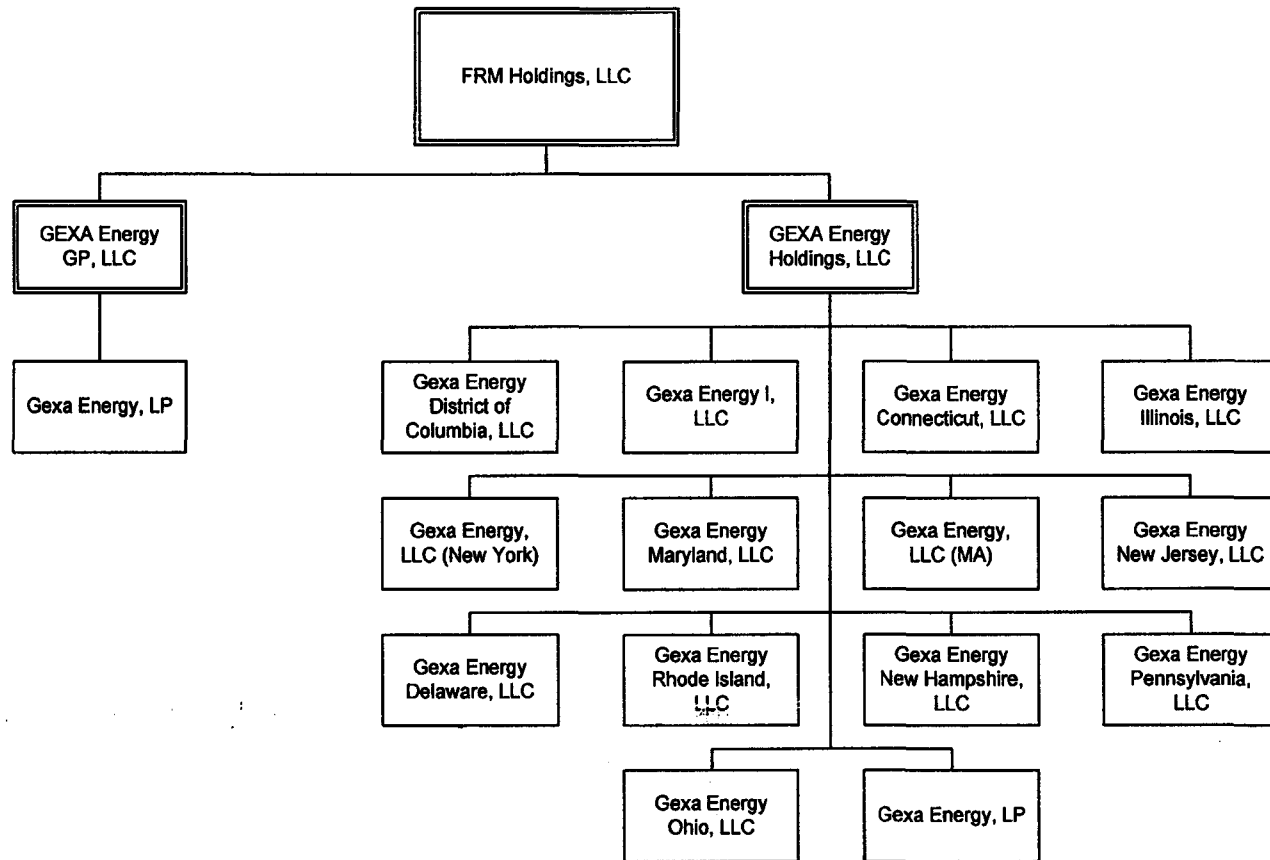 FRM Holdings, LLC
GEXA Energy
GP, LLC
GEXA Energy
Holdings, LLC
Gexa Energy, LP
Gexa Energy
District of
Columbia, LLC
Gexa Energy I,
LLC
Gexa Energy
Connecticut, LLC
Gexa Energy
Illinois, LLC
Gexa Energy,
LLC (New York)
Gexa Energy
Maryland, LLC
Gexa Energy,
LLC (MA)
Gexa Energy
New Jersey, LLC
Gexa Energy
Delaware, LLC
Gexa Energy
Rhode Island,
LLC
Gexa Energy
New Hampshire,
LLC
Gexa Energy
Pennsylvania,
LLC
Gexa Energy
Ohio, LLC
Gexa Energy, LP